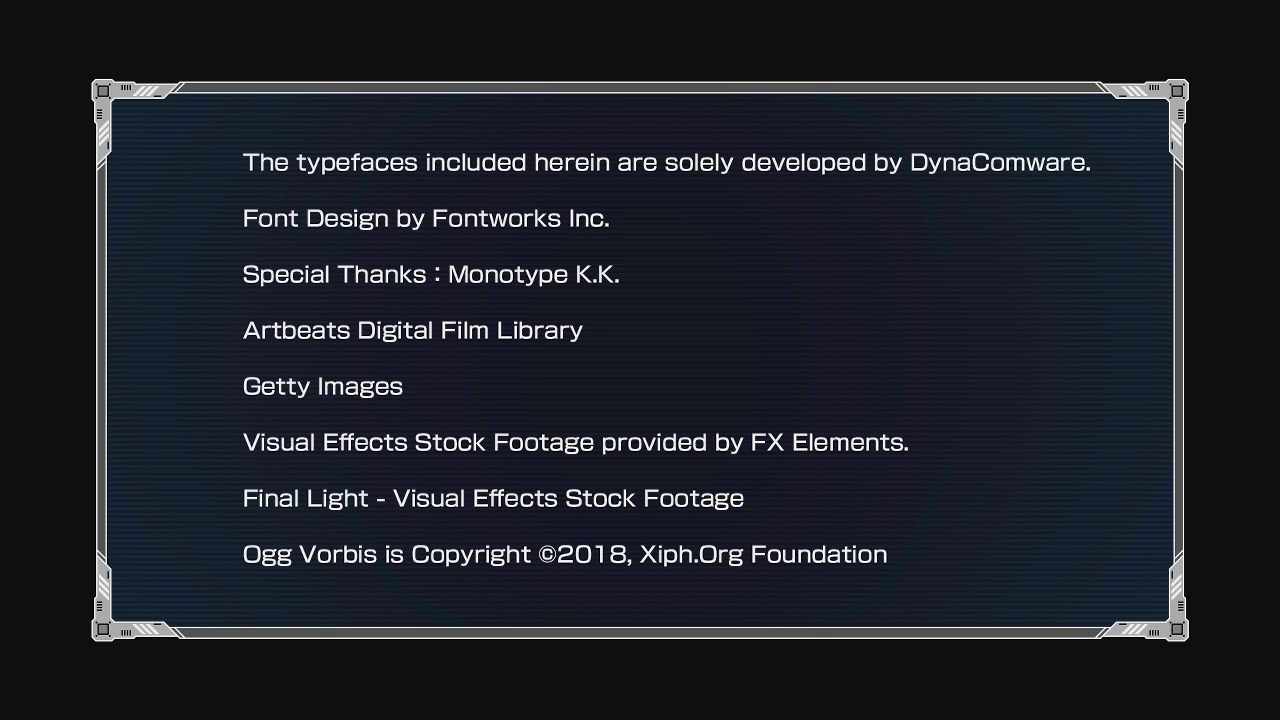 The typefaces included herein are solely developed by DynaComware.
Font Design by Fontworks Inc.
Special Thanks : Monotype K.K.
Artbeats Digital Film Library
Getty Images
Visual Effects Stock Footage provided by FX Elements.
Final Light - Visual Effects Stock Footage
Ogg Vorbis is Copyright ©2018, Xiph.Org Foundation